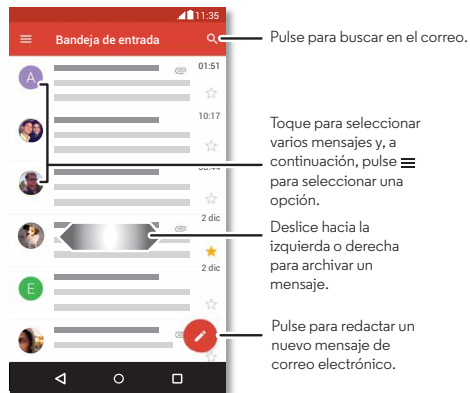 11:35
Bandeja de entrada
Pulse para buscar en el correo.
A
01:51
10:17
Toque para seleccionar
varios mensajes y, a
continuación, pulse
para seleccionar una
opción.
2 dic
Deslice hacia la
izquierda o derecha
para archivar un
mensaje.
2 dic
E
Pulse para redactar un
nuevo mensaje de
correo electrónico.